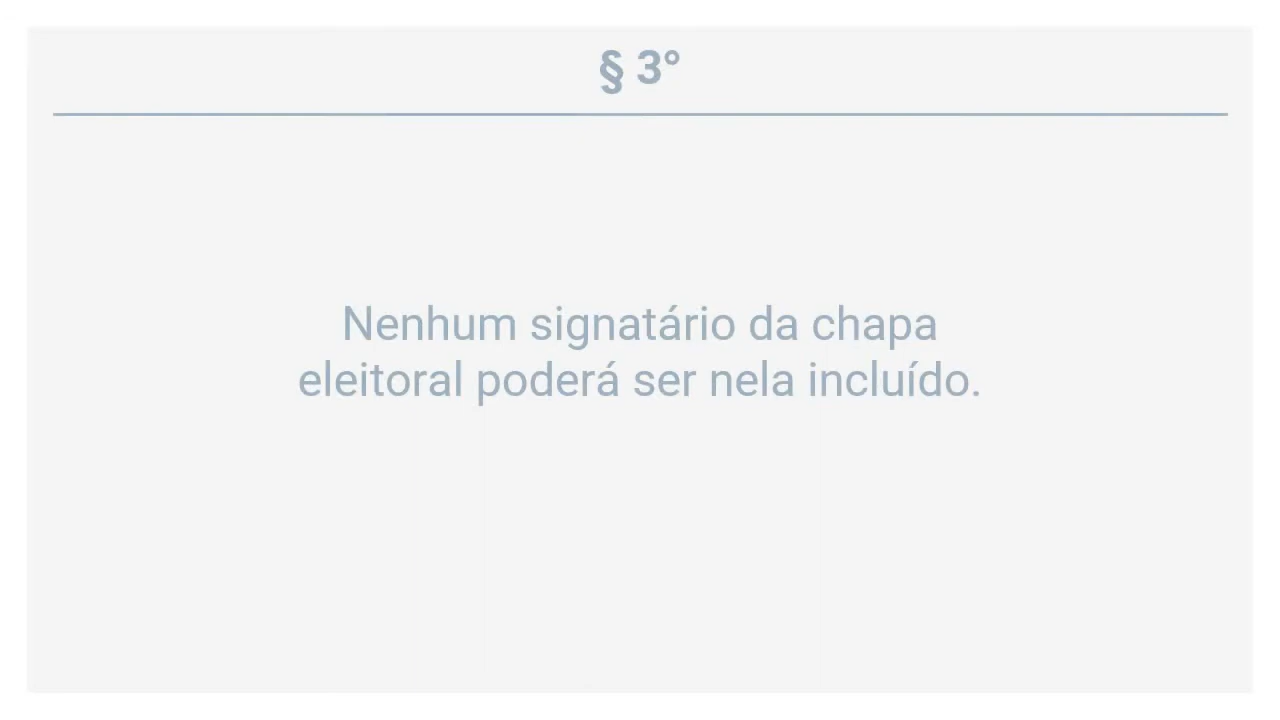 § 3°
Nenhum signatário da chapa
eleitoral poderá ser nela incluído.